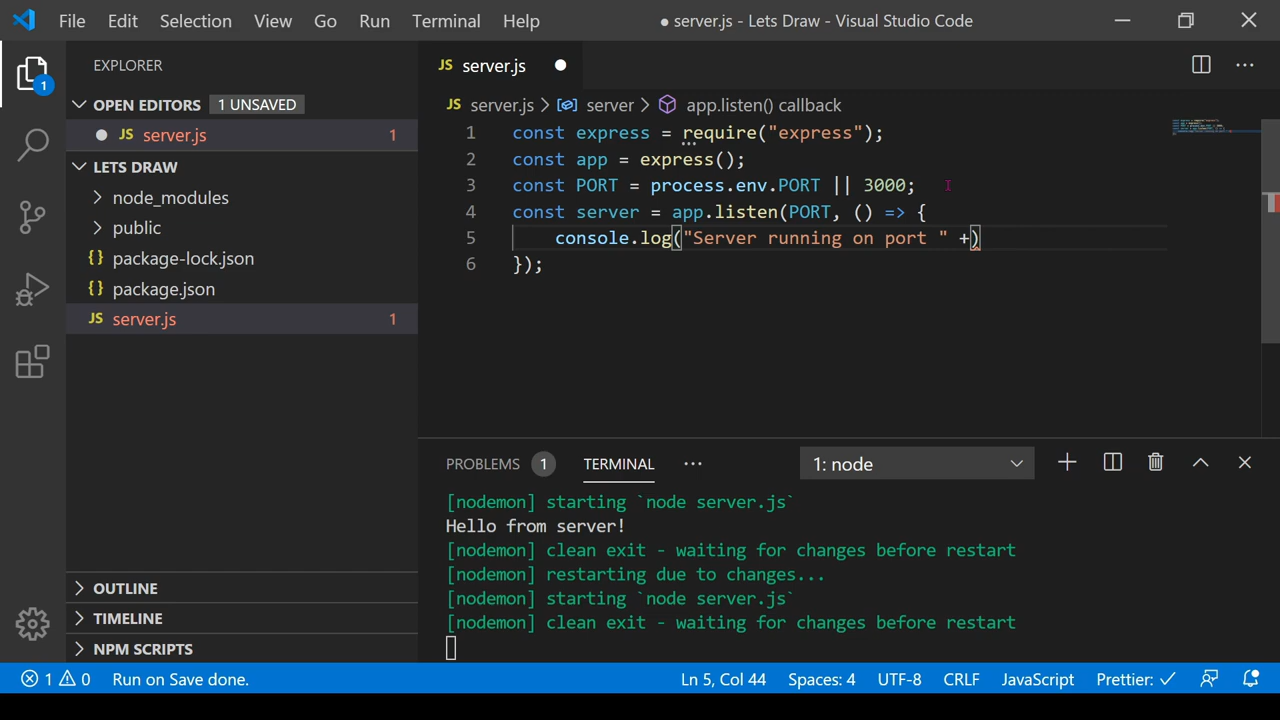 File Edit Selection View Go Run Terminal Help ● server.js - Lets Draw - Visual Studio Code
EXPLORER
JS server.js
OPEN EDITORS 1 UNSAVED
JS server.js 1
LETS DRAW
node_modules
public
{} package-lock.json
{} package.json
JS server.js 1
OUTLINE
TIMELINE
NPM SCRIPTS
1
JS server.js > server > app.listen() callback
1 const express = require("express");
2 const app = express();
3 const PORT = process.env.PORT || 3000;
4 const server = app.listen(PORT, () => {
5 console.log("Server running on port " +)
6 });
PROBLEMS 1 TERMINAL ··· 1: node
[nodemon] starting `node server.js`
Hello from server!
[nodemon] clean exit - waiting for changes before restart
[nodemon] restarting due to changes...
[nodemon] starting `node server.js`
[nodemon] clean exit - waiting for changes before restart
1 0 Run on Save done. Ln 5, Col 44 Spaces: 4 UTF-8 CRLF JavaScript Prettier: ✓